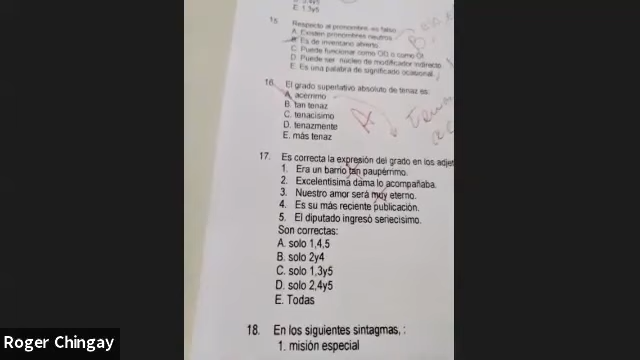 E. 1,3y5
15. Respecto al pronombre, es falso
A. Existen pronombres neutros
B. Es de inventario abierto.
C. Puede funcionar como OD o como OI.
D. Puede ser núcleo de modificador indirecto
E. Es una palabra de significado ocasional.
B.
16. El grado superlativo absoluto de tenaz es:
A. acérrimo
B. tan tenaz
C. tenacísimo
D. tenazmente
E. más tenaz
A
17. Es correcta la expresión del grado en los adjet
1. Era un barrio tan paupérrimo.
2. Excelentísima dama lo acompañaba.
3. Nuestro amor será muy eterno.
4. Es su más reciente publicación.
5. El diputado ingresó seriecísimo.
Son correctas:
A. solo 1,4,5
B. solo 2y4
C. solo 1,3y5
D. solo 2,4y5
E. Todas
18. En los siguientes sintagmas, :
1. misión especial
Roger Chingay